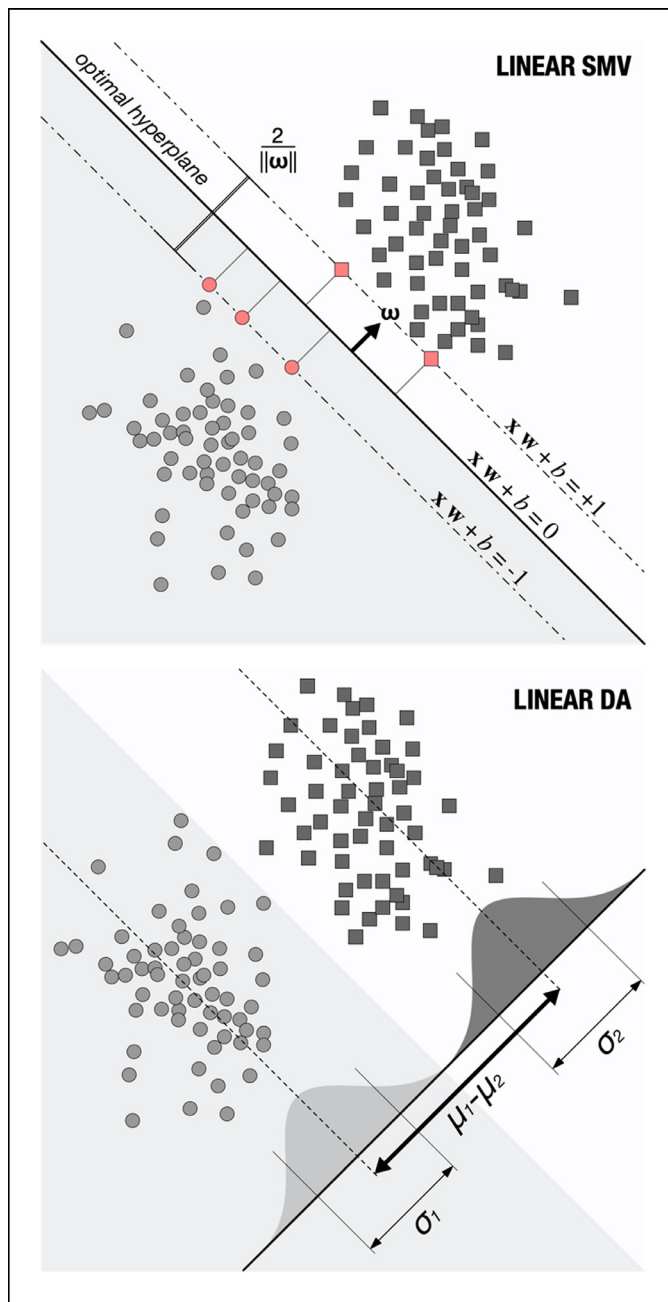 LINEAR SMV
optimal hyperplane
2
‖ω‖
ω
x w + b = +1
x w + b = 0
x w + b = -1
LINEAR DA
σ2
μ1-μ2
σ1